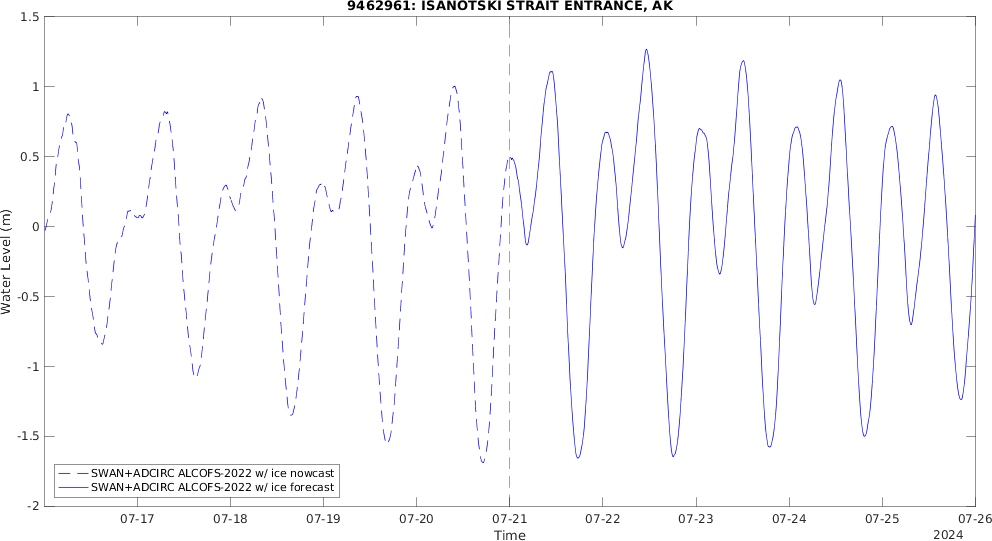 9462961: ISANOTSKI STRAIT ENTRANCE, AK
1.5
1
0.5
0
-0.5
-1
-1.5
-2
Water Level (m)
SWAN+ADCIRC ALCOFS-2022 w/ ice nowcast
SWAN+ADCIRC ALCOFS-2022 w/ ice forecast
07-17 07-18 07-19 07-20 07-21 07-22 07-23 07-24 07-25 07-26
Time
2024